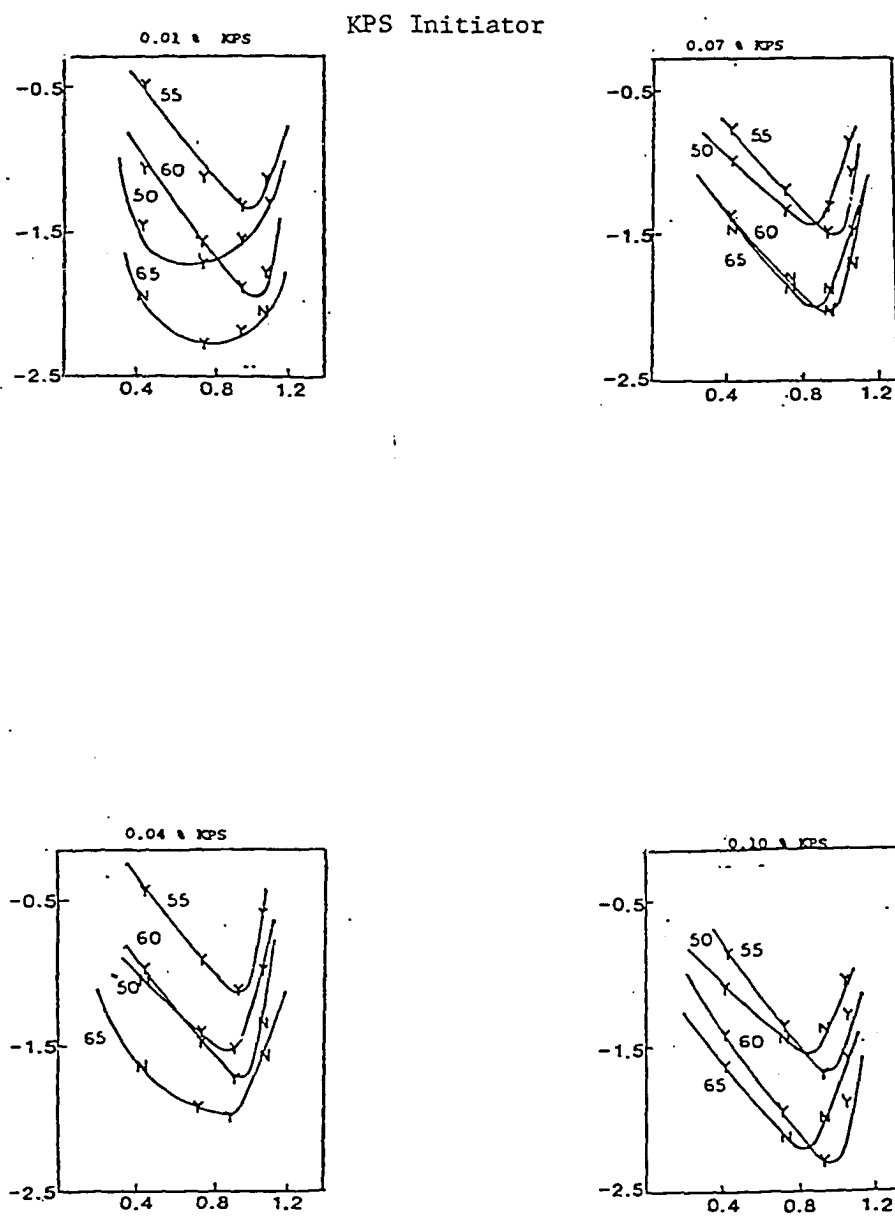 KPS Initiator
0.01 % KPS
-0.5
-1.5
-2.5
0.4 0.8 1.2
55
60
50
65
Y Y Y Y
Y Y Y Y
Y Y Y Y
N Y Y N
0.07 % KPS
-0.5
-1.5
-2.5
0.4 0.8 1.2
55
50
60
65
Y Y Y Y
Y Y Y Y
Y N N N
N N N N
0.04 % KPS
-0.5
-1.5
-2.5
0.4 0.8 1.2
55
60
50
65
Y Y Y Y
Y Y Y Y
Y Y Y Y
N Y Y N
0.10 % KPS
-0.5
-1.5
-2.5
0.4 0.8 1.2
50
55
60
65
Y Y Y Y
Y Y N Y
Y Y Y Y
Y N N Y